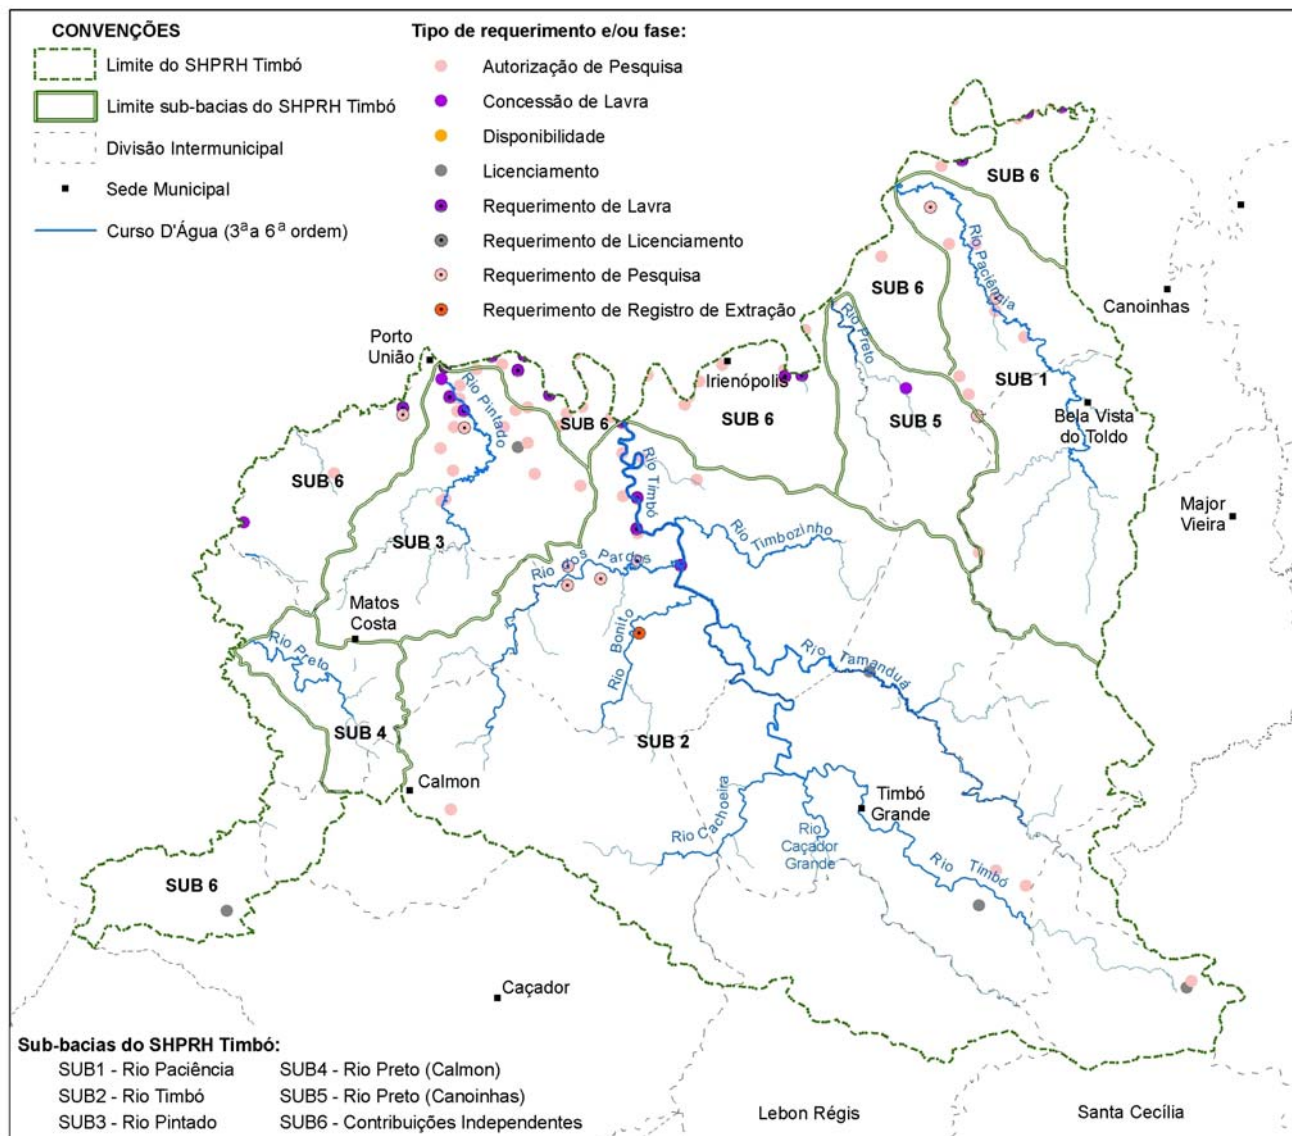 CONVENÇÕES
Limite do SHPRH Timbó
Limite sub-bacias do SHPRH Timbó
Divisão Intermunicipal
Sede Municipal
Curso D'Água (3ª a 6ª ordem)
Tipo de requerimento e/ou fase:
Autorização de Pesquisa
Concessão de Lavra
Disponibilidade
Licenciamento
Requerimento de Lavra
Requerimento de Licenciamento
Requerimento de Pesquisa
Requerimento de Registro de Extração
SUB 6
Rio Paciência
SUB 6
Canoinhas
Rio Preto
Porto
União
Irienópolis
SUB 1
Rio Pintado
Bela Vista
do Toldo
SUB 6
SUB 6
SUB 5
Rio Timbó
SUB 6
Major
Vieira
Rio Timbozinho
SUB 3
Rio dos Pardos
Matos
Costa
Rio Bonito
Rio Preto
Rio Tamanduá
SUB 4
SUB 2
Calmon
Timbó
Grande
Rio Cachoeira
Rio
Caçador
Grande
Rio Timbó
SUB 6
Caçador
Sub-bacias do SHPRH Timbó:
SUB1 - Rio Paciência
SUB2 - Rio Timbó
SUB3 - Rio Pintado
SUB4 - Rio Preto (Calmon)
SUB5 - Rio Preto (Canoinhas)
SUB6 - Contribuições Independentes
Lebon Régis
Santa Cecília